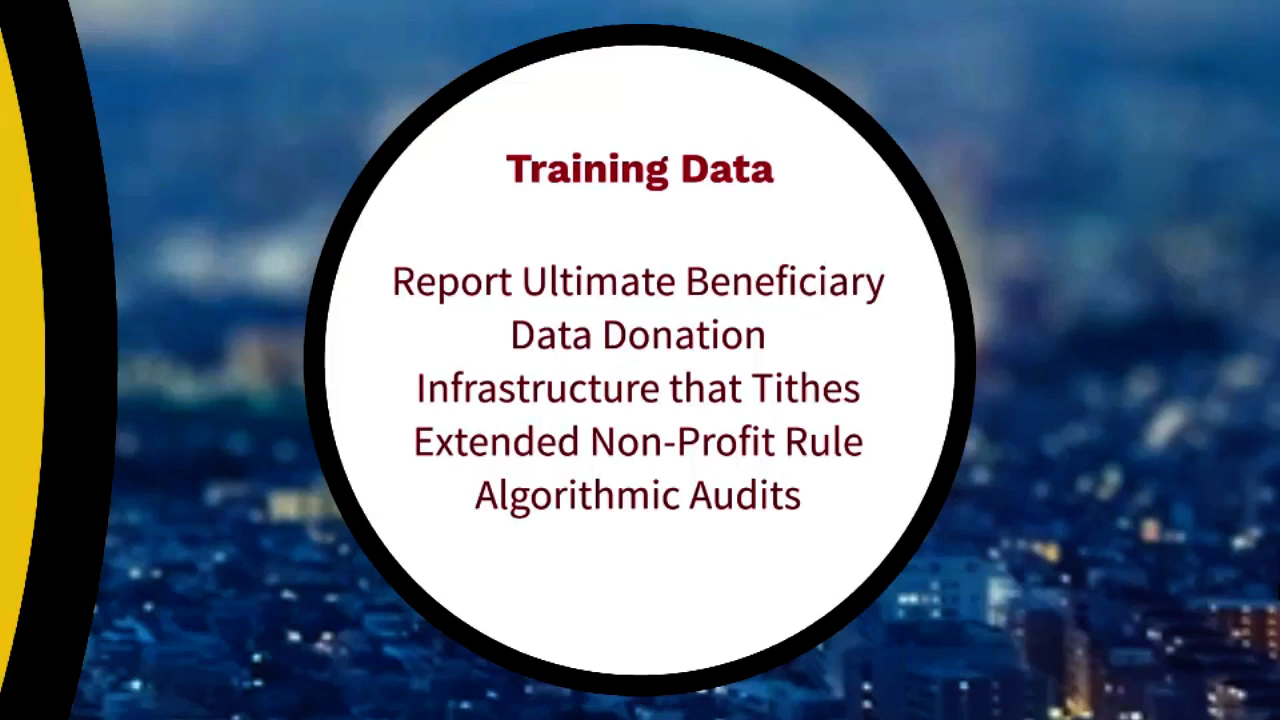 Training Data
Report Ultimate Beneficiary
Data Donation
Infrastructure that Tithes
Extended Non-Profit Rule
Algorithmic Audits